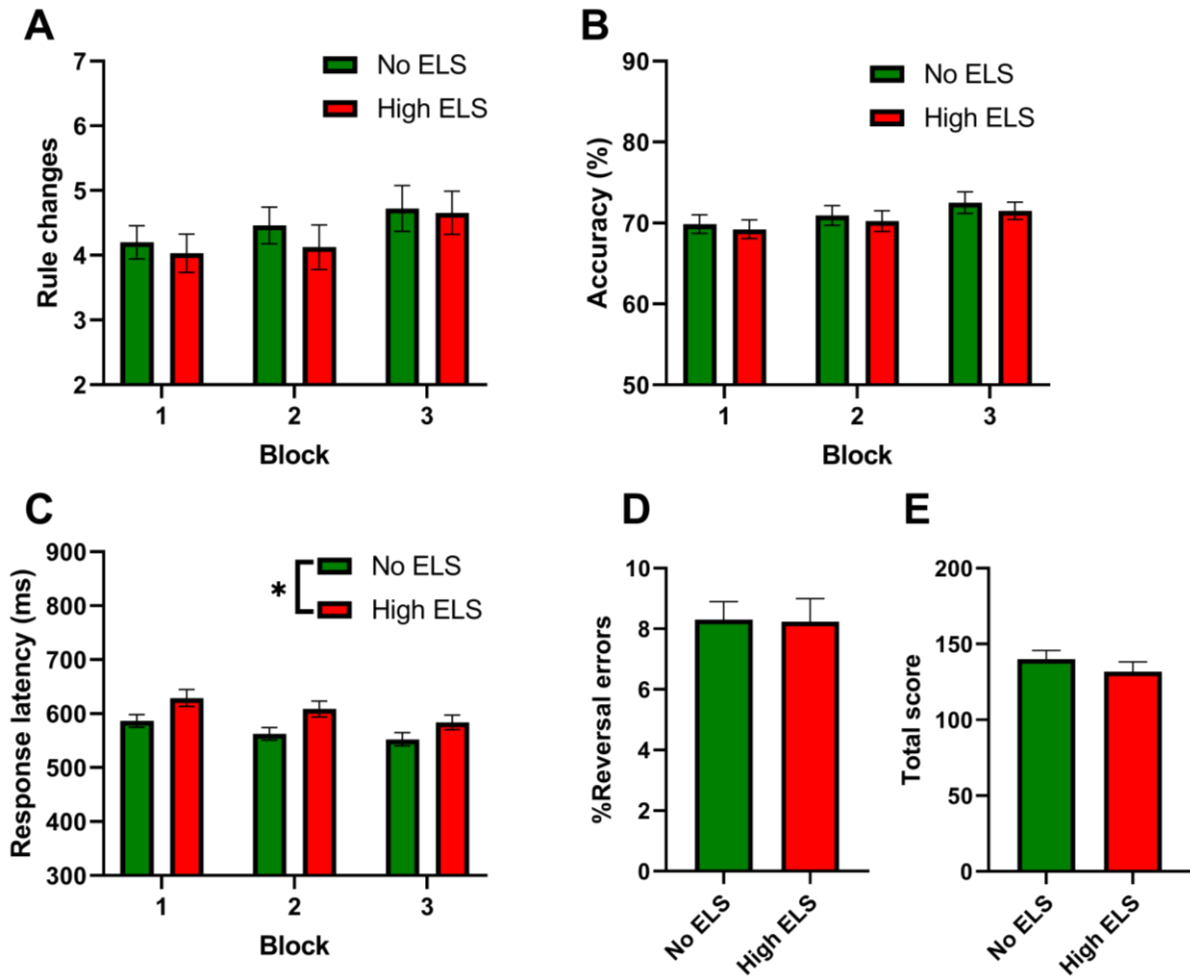 A
Rule changes
7
6
5
4
3
2
No ELS
High ELS
1 2 3
Block
B
Accuracy (%)
90
80
70
60
50
No ELS
High ELS
1 2 3
Block
C
Response latency (ms)
900
800
700
600
500
400
300
*
No ELS
High ELS
1 2 3
Block
D
%Reversal errors
10
8
6
4
2
0
No ELS
High ELS
E
Total score
200
150
100
50
0
No ELS
High ELS